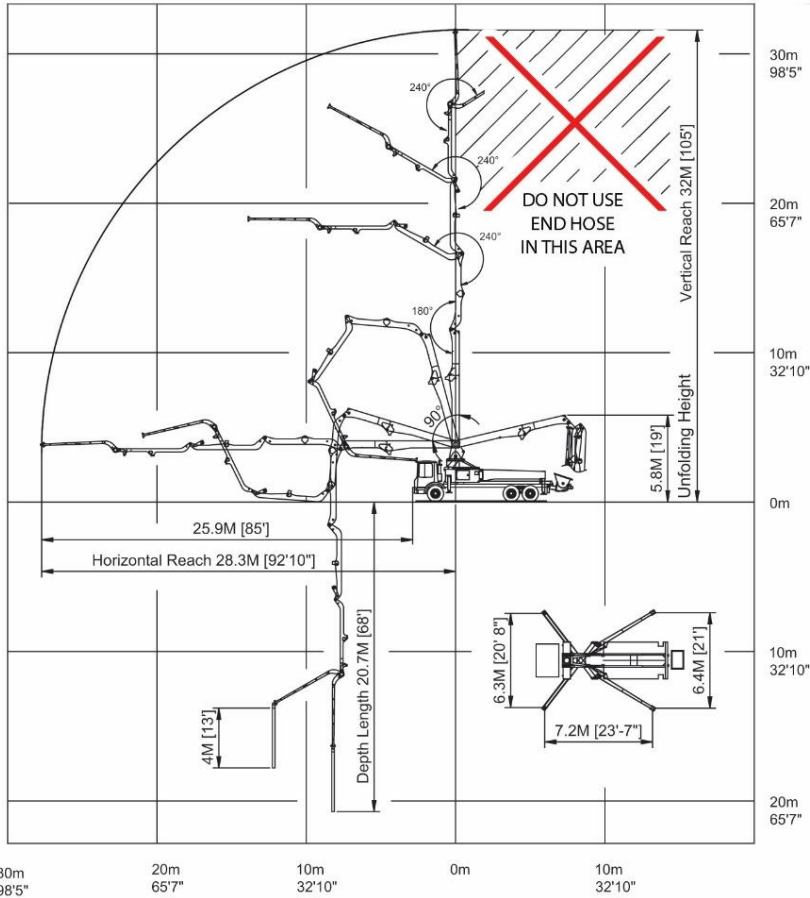 30m
98'5"
240°
240°
20m
65'7"
DO NOT USE
END HOSE
IN THIS AREA
240°
Vertical Reach 32M [105']
180°
10m
32'10"
90°
Unfolding Height
5.8M [19']
0m
25.9M [85']
Horizontal Reach 28.3M [92'10"]
Depth Length 20.7M [68']
4M [13']
6.3M [20' 8"]
6.4M [21']
10m
32'10"
7.2M [23'-7"]
20m
65'7"
30m
98'5"
20m
65'7"
10m
32'10"
0m
10m
32'10"